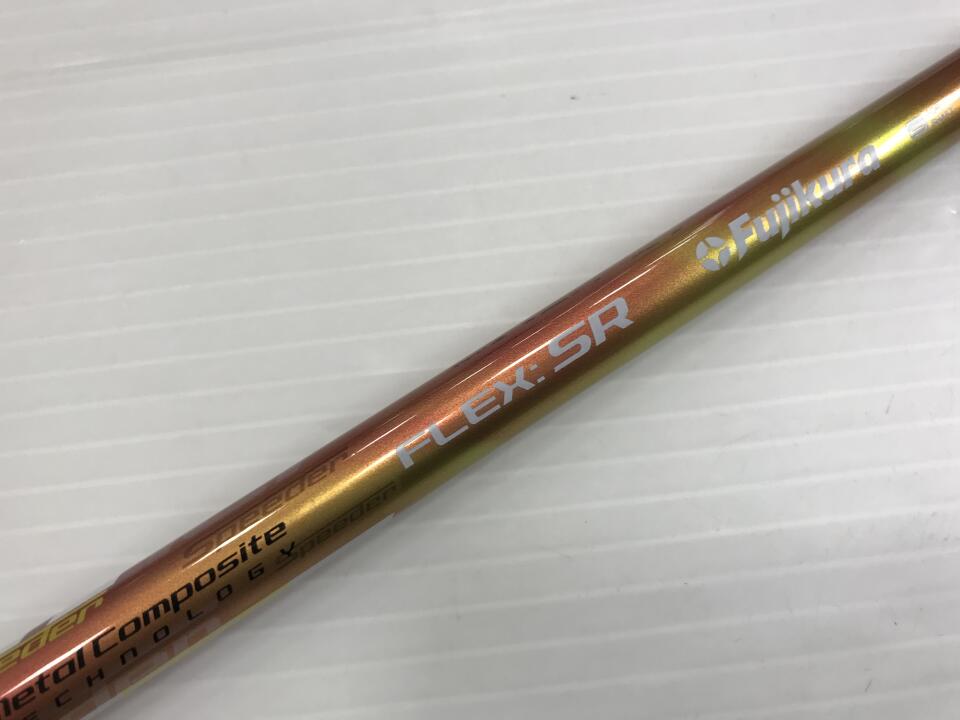 Fujikura
FLEX: SR
Speeder
Speeder
Metal Composite
TECHNOLOGY